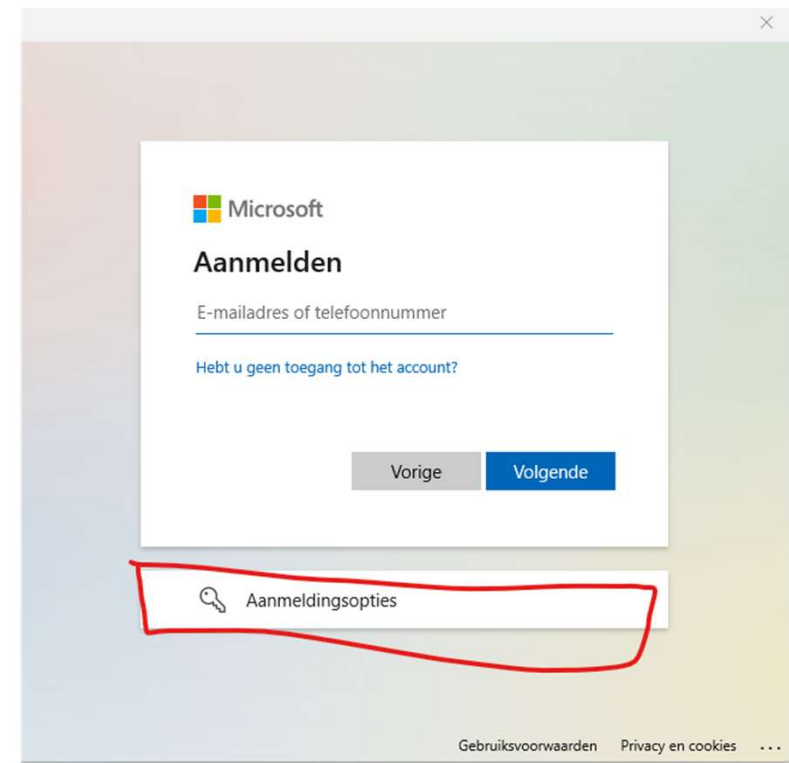 Microsoft
Aanmelden
E-mailadres of telefoonnummer
Hebt u geen toegang tot het account?
Vorige Volgende
Aanmeldingsopties
Gebruiksvoorwaarden Privacy en cookies ...